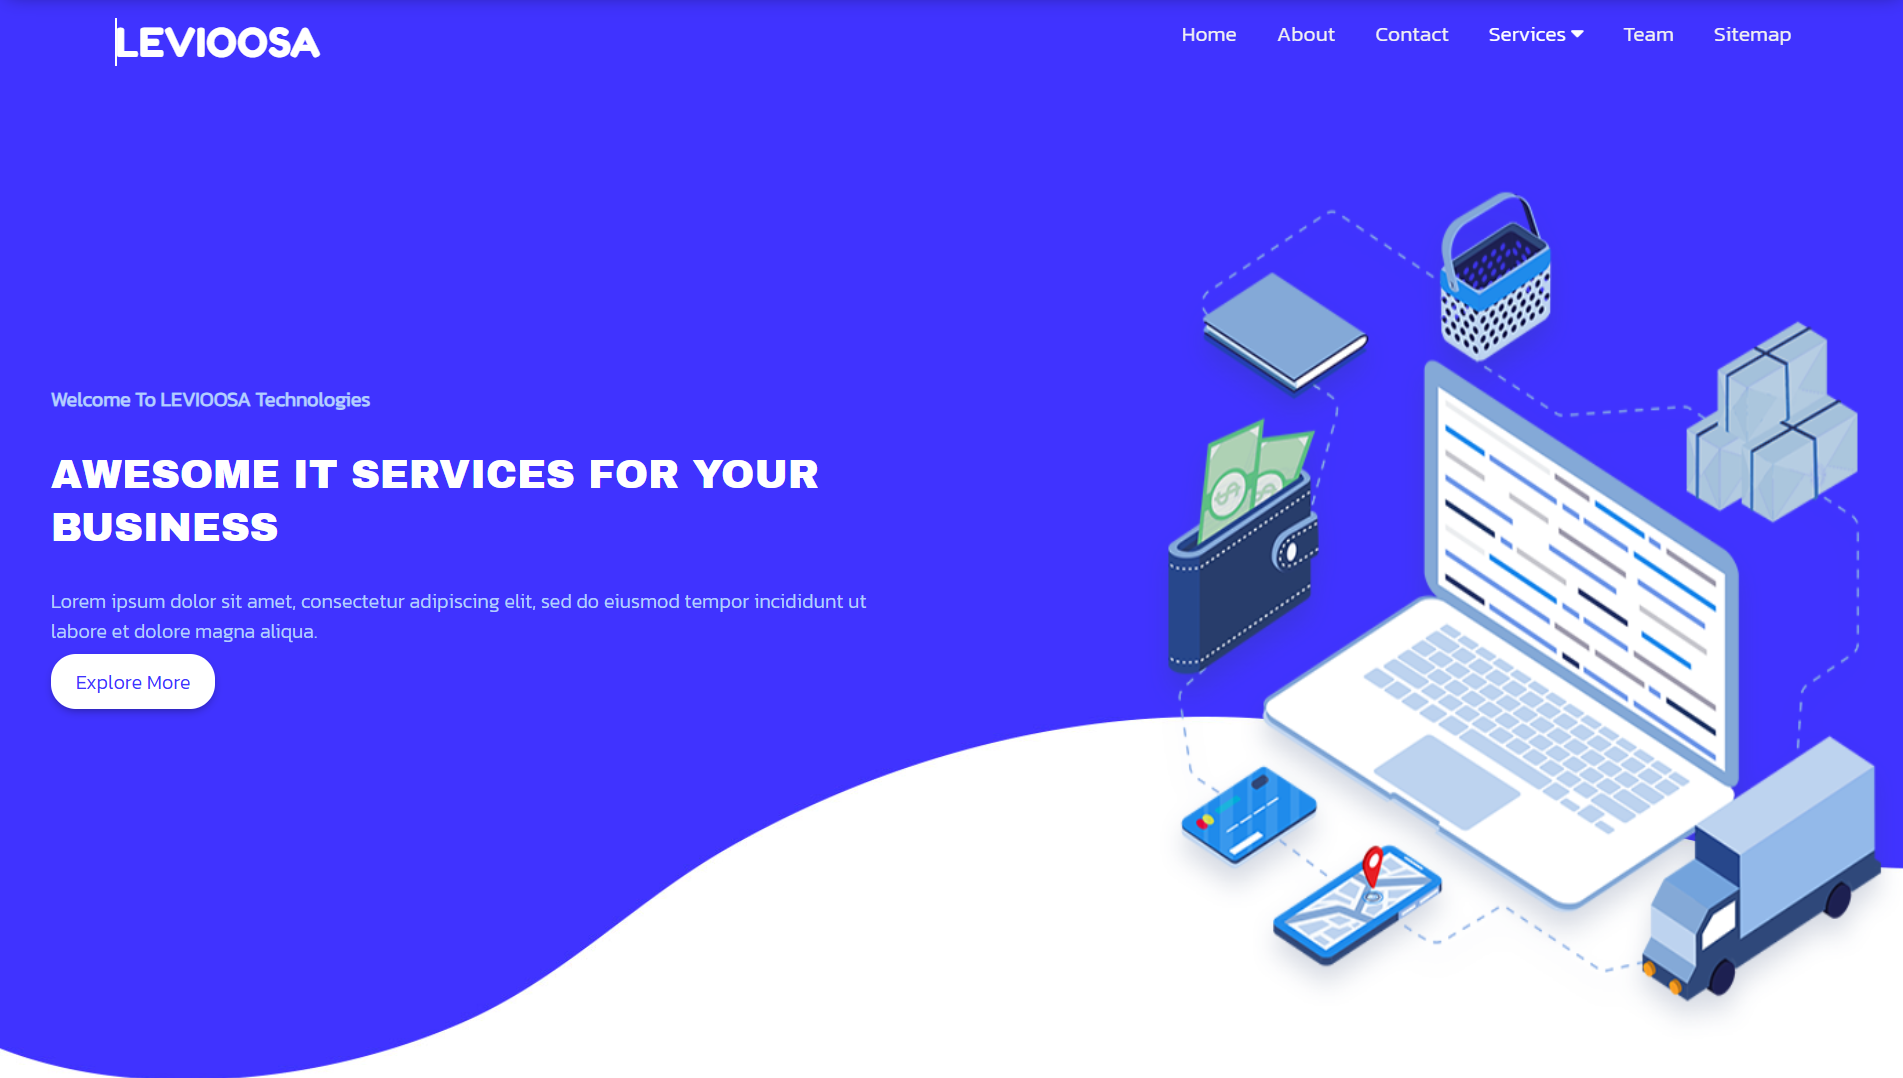 LEVIOOSA
Home About Contact Services Team Sitemap
Welcome To LEVIOOSA Technologies
AWESOME IT SERVICES FOR YOUR
BUSINESS
Lorem ipsum dolor sit amet, consectetur adipiscing elit, sed do eiusmod tempor incididunt ut
labore et dolore magna aliqua.
Explore More